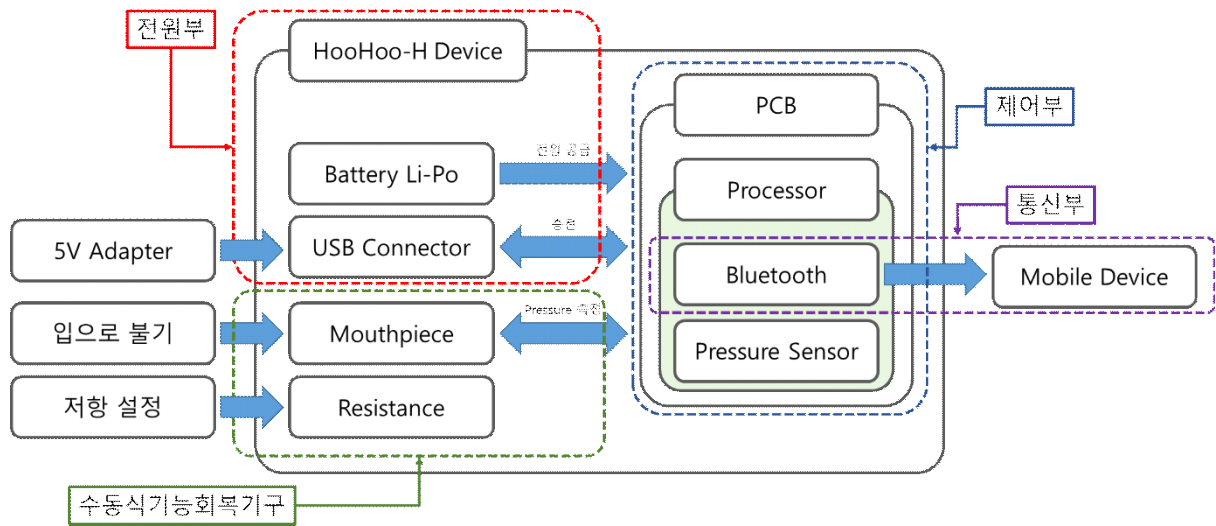 전원부
HooHoo-H Device
PCB
제어부
전원 공급
Battery Li-Po
Processor
통신부
5V Adapter
USB Connector
충전
Bluetooth
Mobile Device
입으로 불기
Mouthpiece
Pressure 측정
Pressure Sensor
저항 설정
Resistance
수동식기능회복기구